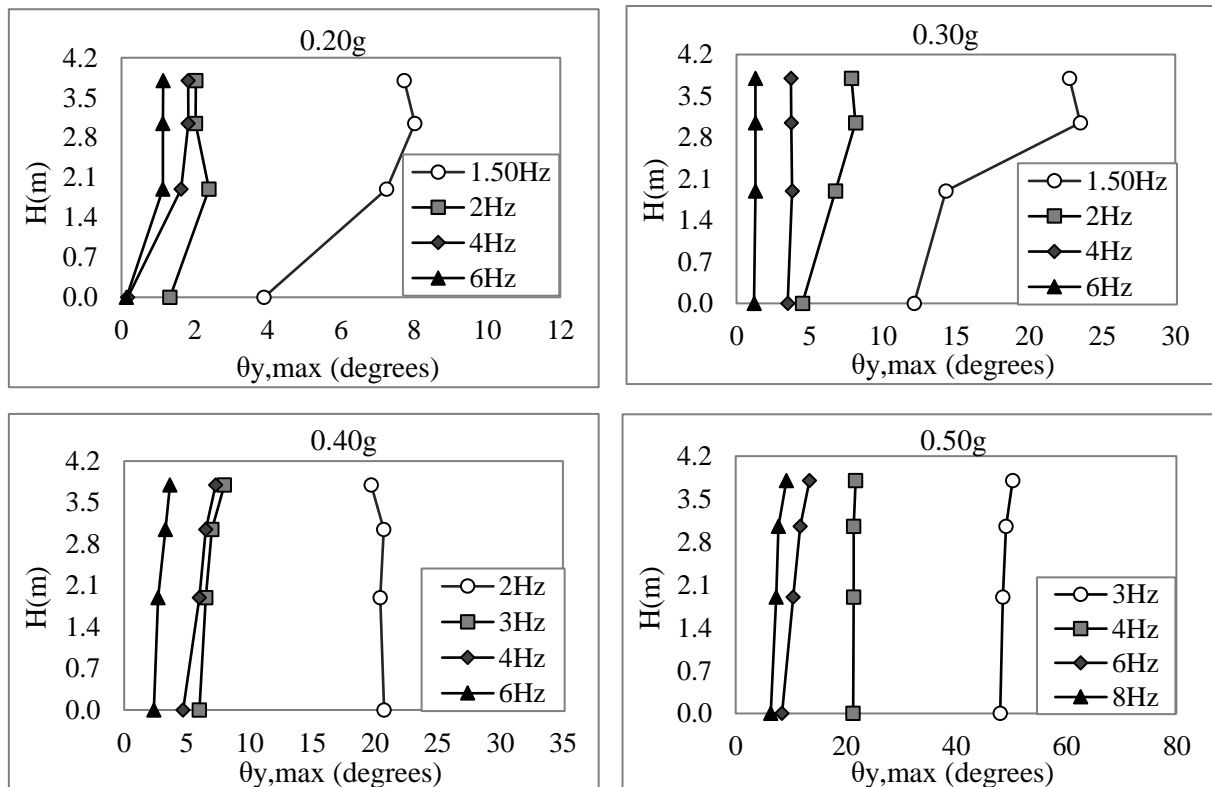 0.20g
4.2
3.5
2.8
2.1
1.4
0.7
0.0
H(m)
1.50Hz
2Hz
4Hz
6Hz
0 2 4 6 8 10 12
θy,max (degrees)
0.30g
4.2
3.5
2.8
2.1
1.4
0.7
0.0
H(m)
1.50Hz
2Hz
4Hz
6Hz
0 5 10 15 20 25 30
θy,max (degrees)
0.40g
4.2
3.5
2.8
2.1
1.4
0.7
0.0
H(m)
2Hz
3Hz
4Hz
6Hz
0 5 10 15 20 25 30 35
θy,max (degrees)
0.50g
4.2
3.5
2.8
2.1
1.4
0.7
0.0
H(m)
3Hz
4Hz
6Hz
8Hz
0 20 40 60 80
θy,max (degrees)